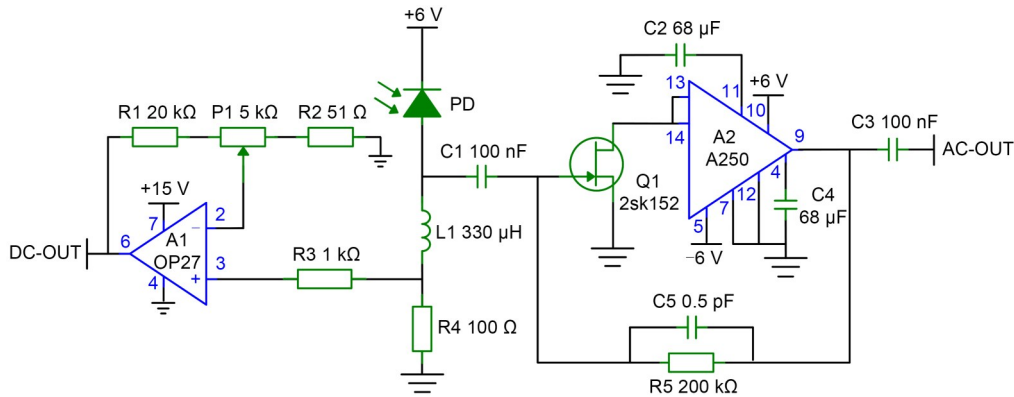 +6 V
C2 68 µF
R1 20 kΩ P1 5 kΩ R2 51 Ω
PD
13
11
+6 V
10
14
A2
A250
9
C3 100 nF
AC-OUT
C1 100 nF
Q1
2sk152
4
12
7
5
−6 V
C4
68 µF
+15 V
7
2
−
A1
OP27
6
DC-OUT
3
+
4
L1 330 µH
R3 1 kΩ
R4 100 Ω
C5 0.5 pF
R5 200 kΩ